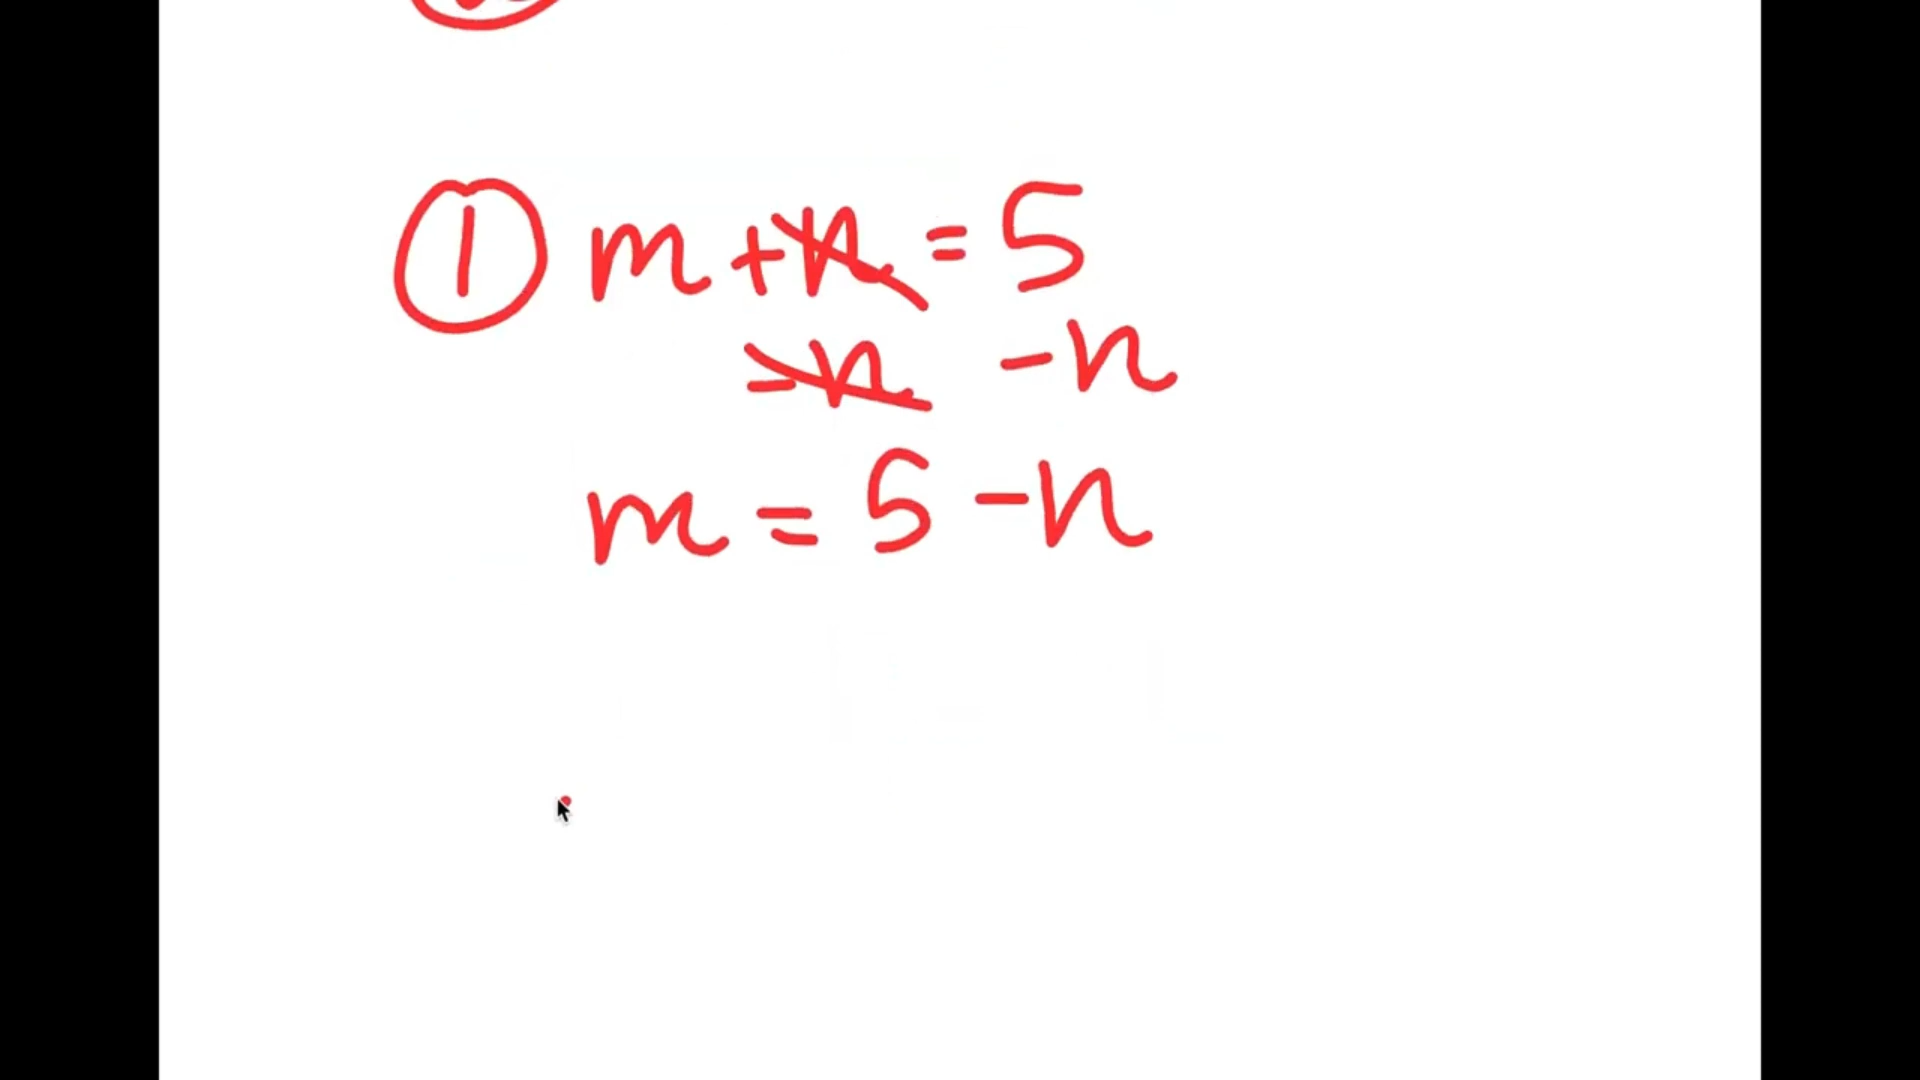 ① m + n = 5
- n - n
m = 5 - n